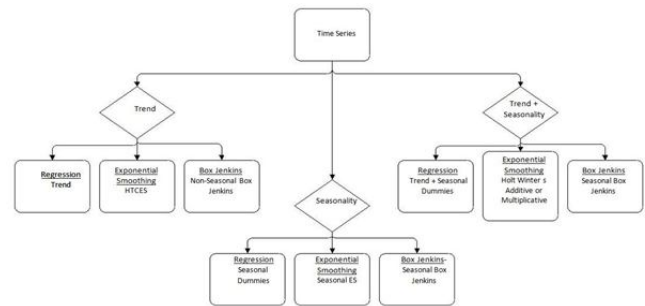 Time Series
Trend
Trend +
Seasonality
Regression
Trend
Exponential
Smoothing
HTCES
Box Jenkins
Non-Seasonal Box
Jenkins
Regression
Trend + Seasonal
Dummies
Exponential
Smoothing
Holt Winter s
Additive or
Multiplicative
Box Jenkins
Seasonal Box
Jenkins
Seasonality
Regression
Seasonal
Dummies
Exponential
Smoothing
Seasonal ES
Box Jenkins-
Seasonal Box
Jenkins